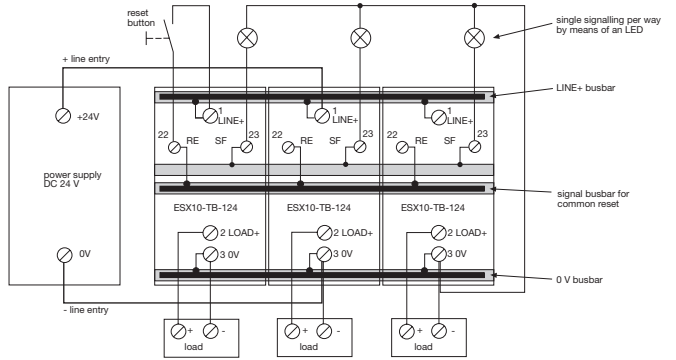 reset
button
single signalling per way
by means of an LED
+ line entry
LINE+ busbar
+24V
1
LINE+
1
LINE+
1
LINE+
22
RE
SF
23
22
RE
SF
23
22
RE
SF
23
power supply
DC 24 V
signal busbar for
common reset
ESX10-TB-124
ESX10-TB-124
ESX10-TB-124
2 LOAD+
2 LOAD+
2 LOAD+
0V
3 0V
3 0V
3 0V
0 V busbar
- line entry
+ -
+ -
+ -
load
load
load